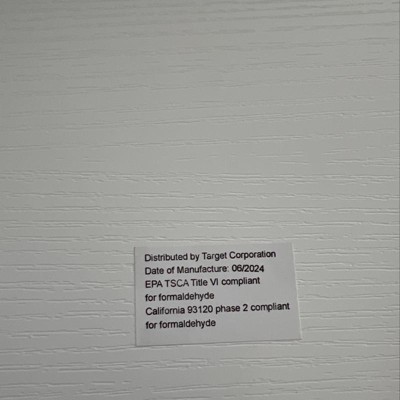 Distributed by Target Corporation
Date of Manufacture: 06/2024
EPA TSCA Title VI compliant
for formaldehyde
California 93120 phase 2 compliant
for formaldehyde